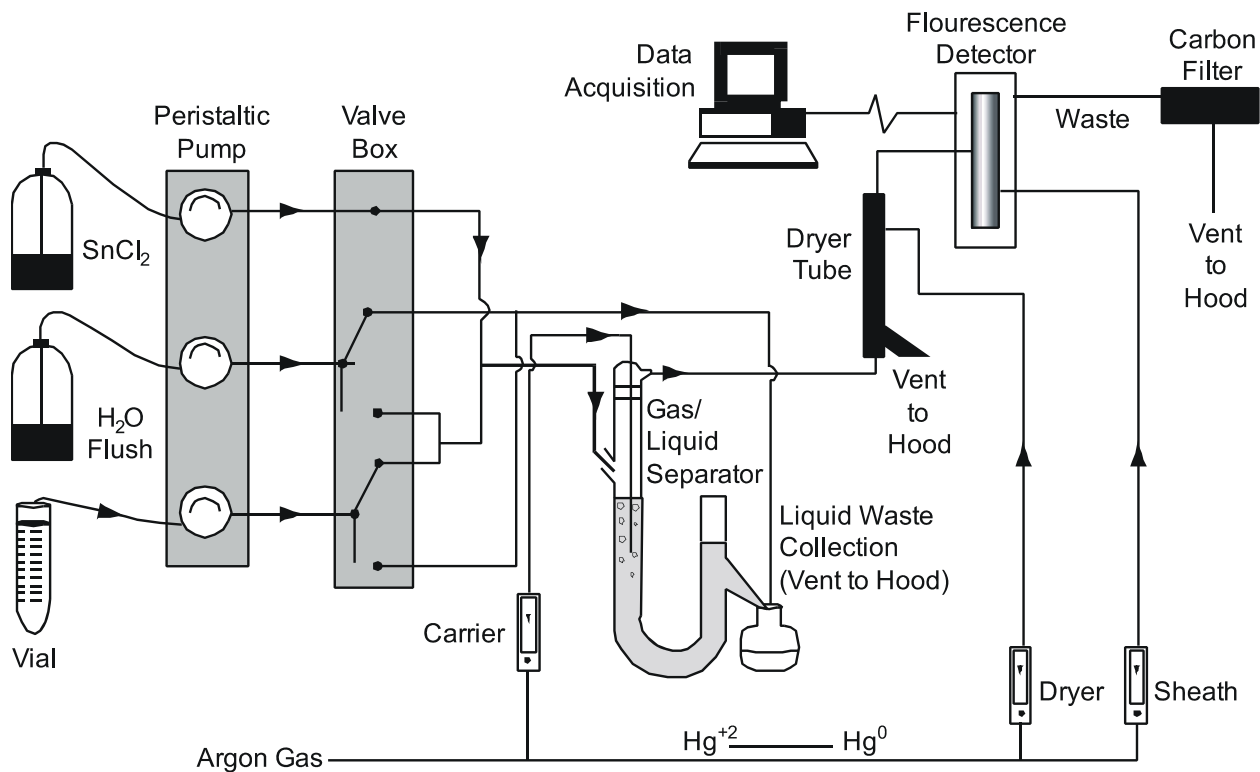 Flourescence
Detector
Carbon
Filter
Data
Acquisition
Waste
Peristaltic
Pump
Valve
Box
SnCl₂
Dryer
Tube
Vent
to
Hood
H₂O
Flush
Vent
to
Hood
Gas/
Liquid
Separator
Liquid Waste
Collection
(Vent to Hood)
Vial
Carrier
Dryer
Sheath
Argon Gas
Hg⁺² Hg⁰